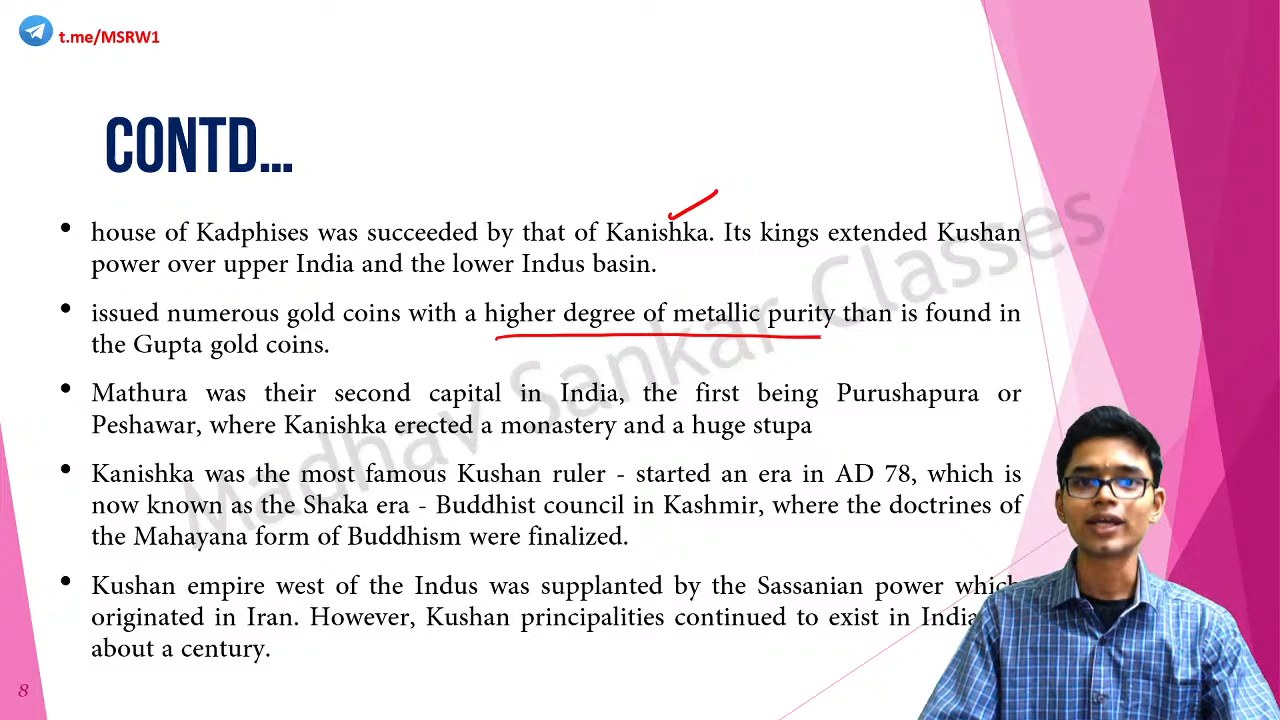 t.me/MSRW1
CONTD...
• house of Kadphises was succeeded by that of Kanishka. Its kings extended Kushan
power over upper India and the lower Indus basin.
• issued numerous gold coins with a higher degree of metallic purity than is found in
the Gupta gold coins.
• Mathura was their second capital in India, the first being Purushapura or
Peshawar, where Kanishka erected a monastery and a huge stupa
• Kanishka was the most famous Kushan ruler - started an era in AD 78, which is
now known as the Shaka era - Buddhist council in Kashmir, where the doctrines of
the Mahayana form of Buddhism were finalized.
• Kushan empire west of the Indus was supplanted by the Sassanian power which
originated in Iran. However, Kushan principalities continued to exist in India
about a century.
Madhav Sankar Classes
8